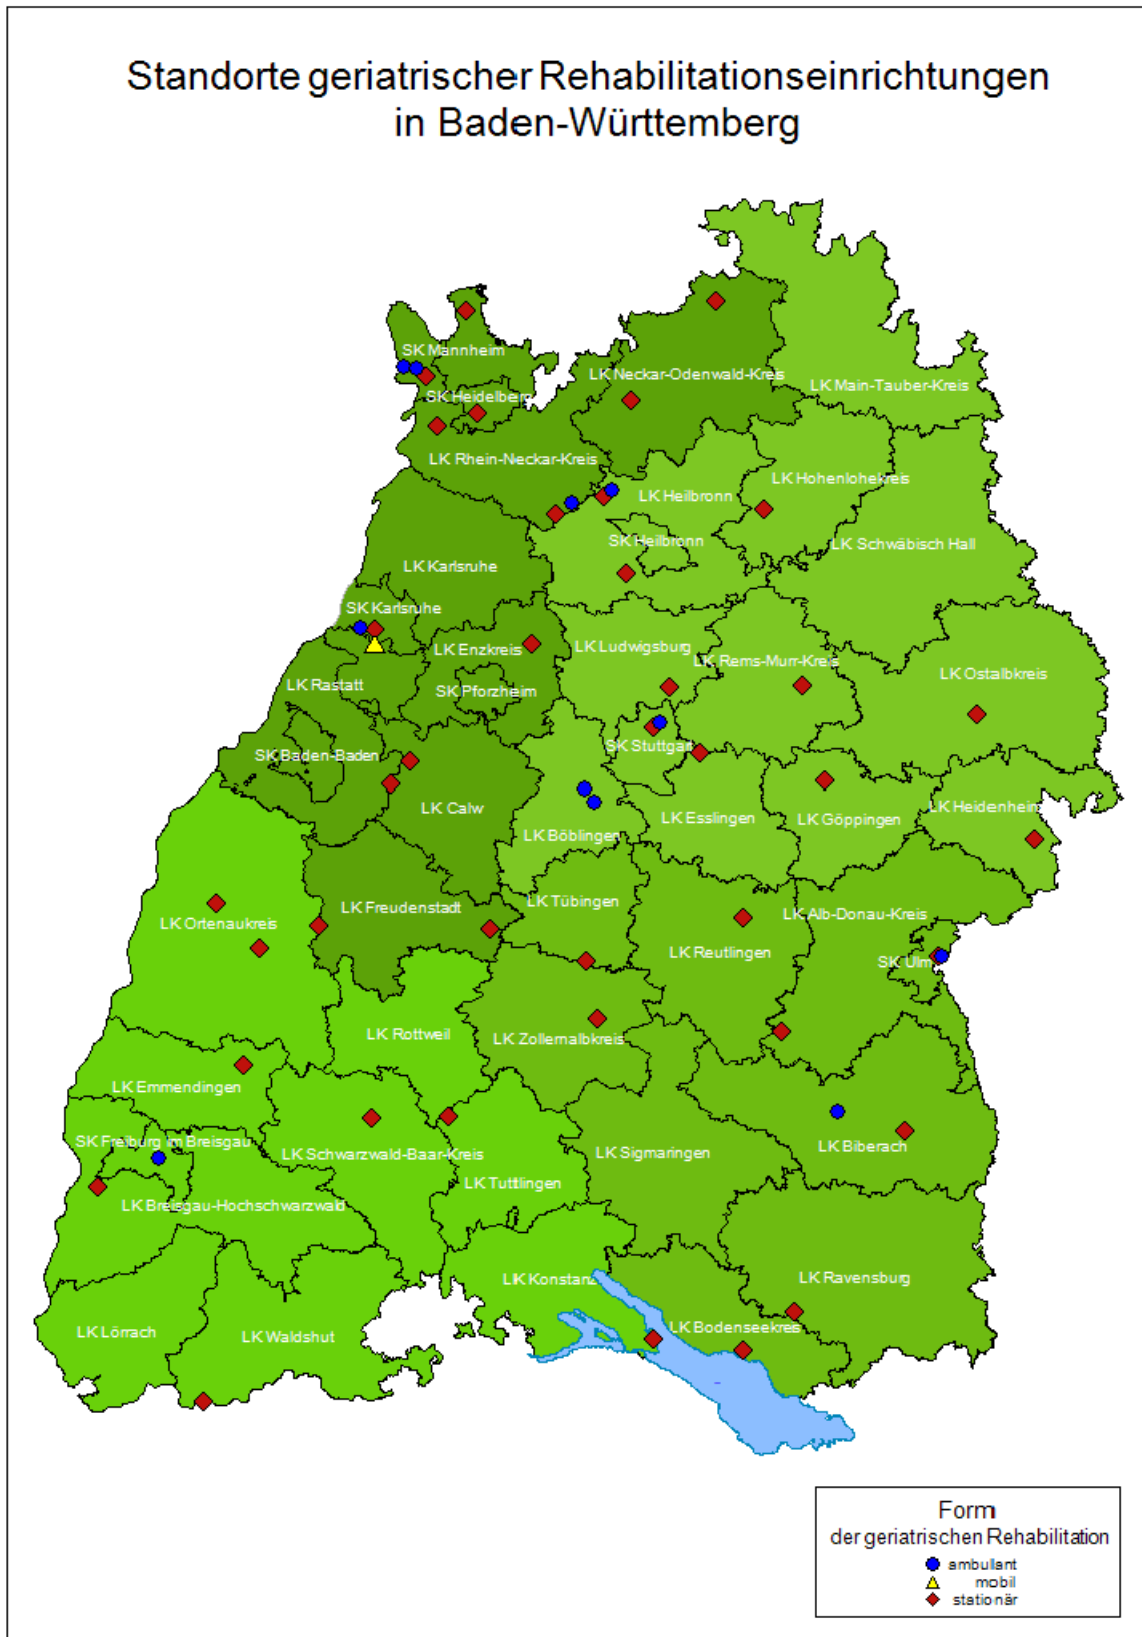 Standorte geriatrischer Rehabilitationseinrichtungen
in Baden-Württemberg
SK Mannheim
LK Neckar-Odenwald-Kreis
LK Main-Tauber-Kreis
SK Heidelberg
LK Rhein-Neckar-Kreis
LK Hohenlohekreis
LK Heilbronn
SK Heilbronn
LK Schwäbisch Hall
LK Karlsruhe
SK Karlsruhe
LK Enzkreis
LK Ludwigsburg
LK Rems-Murr-Kreis
LK Ostalbkreis
LK Rastatt
SK Pforzheim
SK Stuttgart
SK Baden-Baden
LK Calw
LK Böblingen
LK Esslingen
LK Göppingen
LK Heidenheim
LK Tübingen
LK Freudenstadt
LK Alb-Donau-Kreis
LK Ortenaukreis
LK Reutlingen
SK Ulm
LK Rottweil
LK Zollernalbkreis
LK Emmendingen
SK Freiburg im Breisgau
LK Schwarzwald-Baar-Kreis
LK Sigmaringen
LK Biberach
LK Tuttlingen
LK Breisgau-Hochschwarzwald
LK Konstanz
LK Ravensburg
LK Lörrach
LK Waldshut
LK Bodenseekreis
Form
der geriatrischen Rehabilitation
ambullant
mobil
stationär